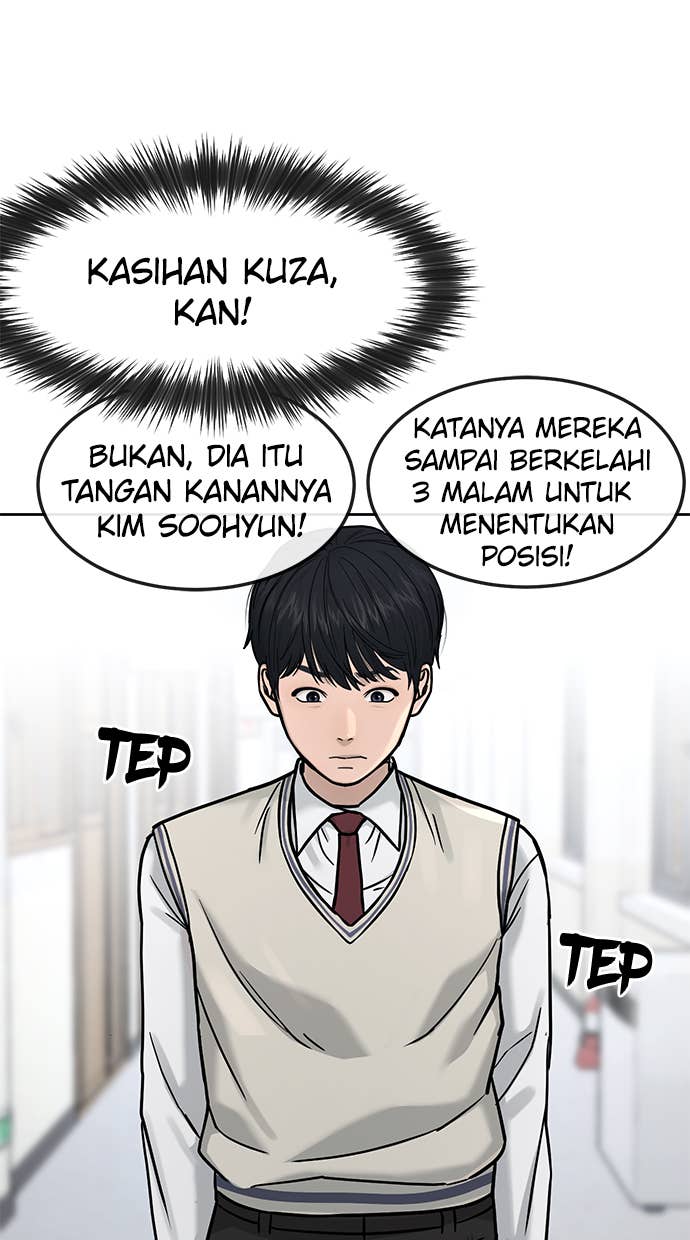 KASIHAN KUZA,
KAN!
BUKAN, DIA ITU
TANGAN KANANNYA
KIM SOOHYUN!
KATANYA MEREKA
SAMPAI BERKELAHI
3 MALAM UNTUK
MENENTUKAN
POSISI!
TEP
TEP